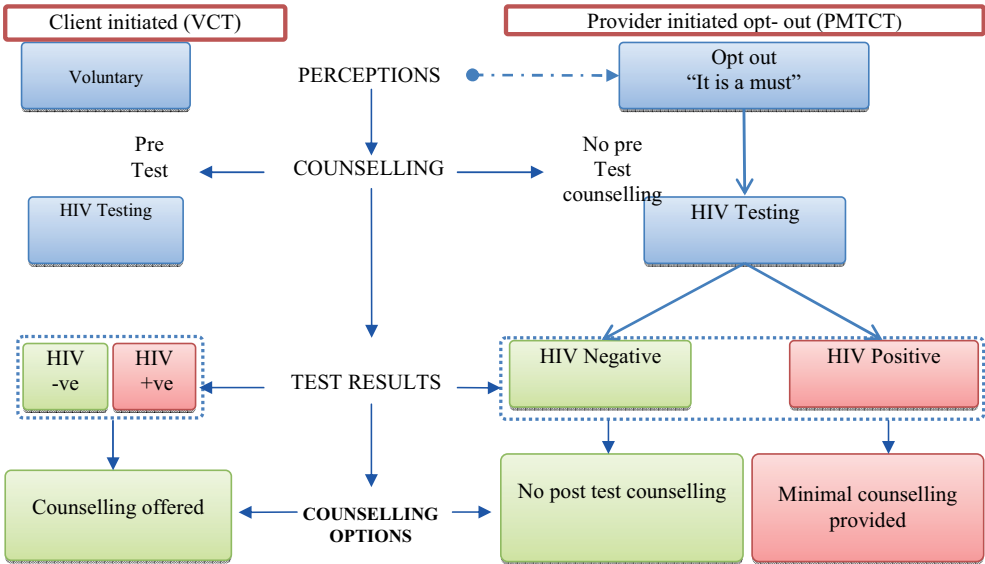 Client initiated (VCT)
Provider initiated opt- out (PMTCT)
Voluntary
PERCEPTIONS
Opt out
“It is a must”
Pre
Test
COUNSELLING
No pre
Test
counselling
HIV Testing
HIV Testing
HIV
-ve
HIV
+ve
TEST RESULTS
HIV Negative
HIV Positive
Counselling offered
COUNSELLING
OPTIONS
No post test counselling
Minimal counselling
provided